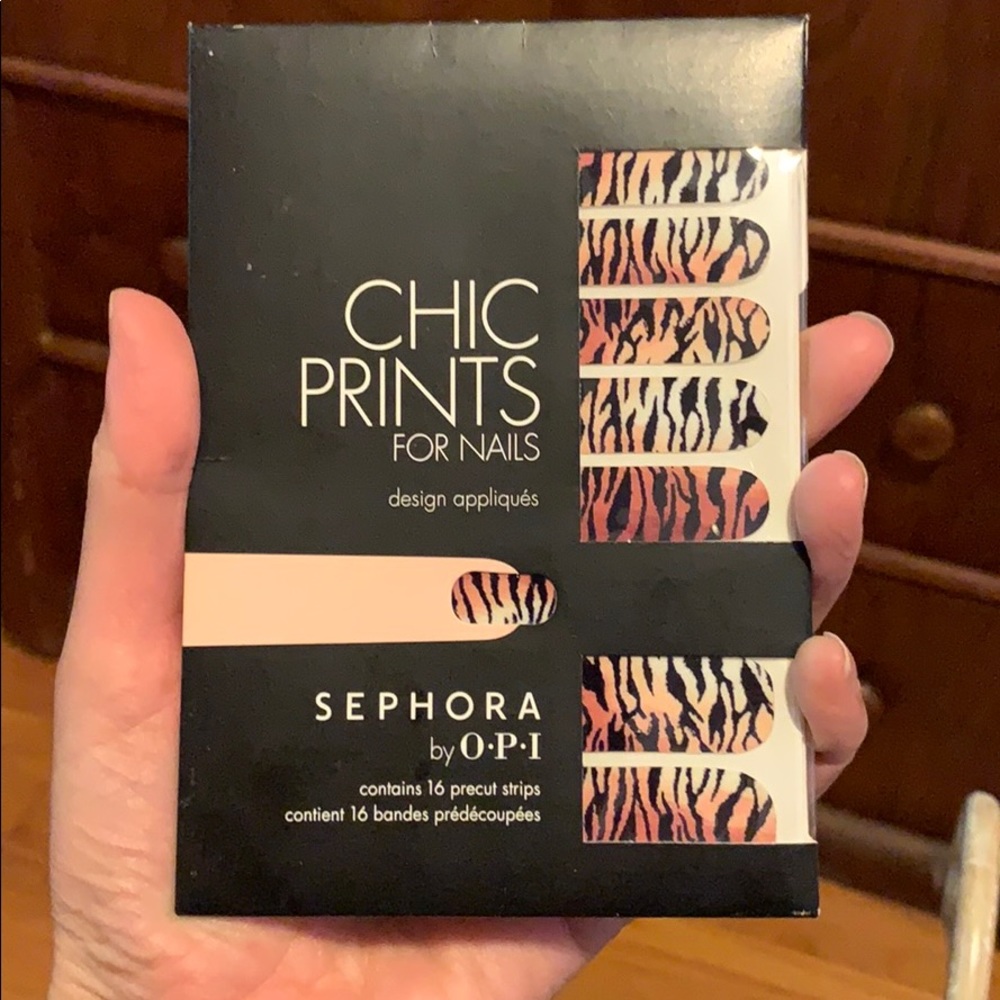 CHIC
PRINTS
FOR NAILS
design appliqués
SEPHORA
by O·P·I
contains 16 precut strips
contient 16 bandes prédécoupées